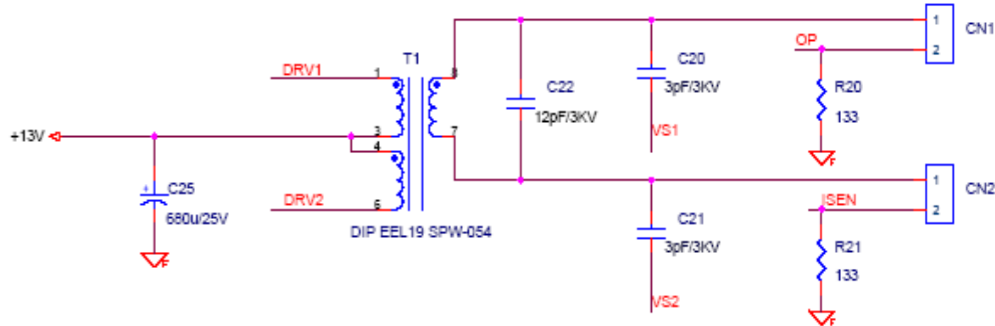 1
CN1
2
OP
T1
C20
3pF/3KV
R20
133
DRV1
1
8
C22
12pF/3KV
VS1
+13V
3
4
7
F
C25
680u/25V
DRV2
6
DIP EEL19 SPW-054
1
CN2
2
ISEN
C21
3pF/3KV
R21
133
F
VS2
F